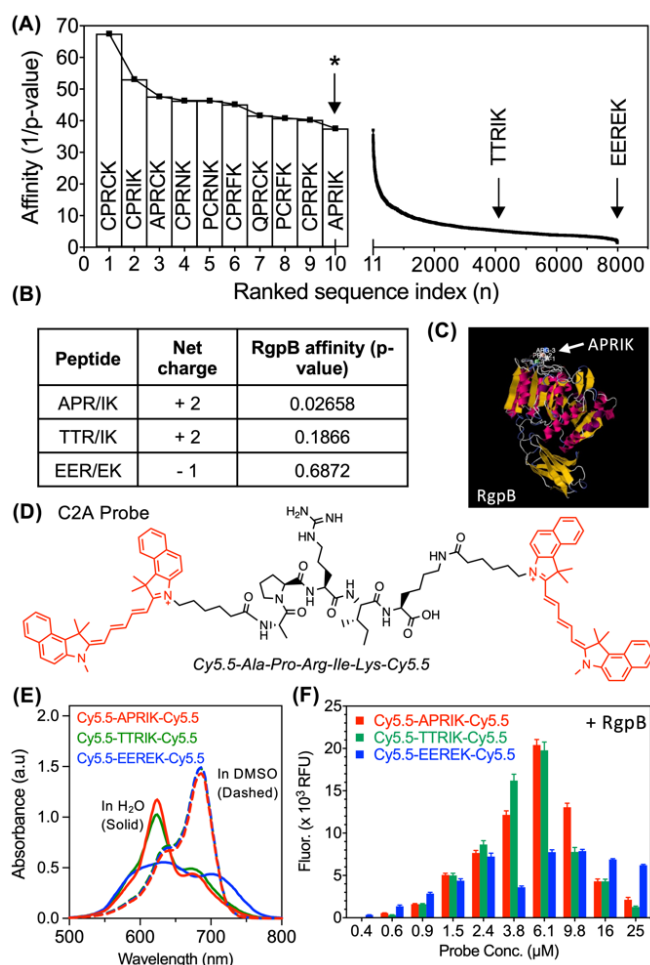 (A)
70
60
50
40
30
20
10
0
Affinity (1/p-value)
CPRCK
CPRIK
APRCK
CPRNK
PCRNK
CPRFK
QPRCK
PCRFK
CPRPK
APRIK
*
TTRIK
EEREK
1 2 3 4 5 6 7 8 9 10
11 2000 4000 6000 8000
Ranked sequence index (n)
(B)
Peptide Net charge RgpB affinity (p-value)
APR/IK + 2 0.02658
TTR/IK + 2 0.1866
EER/EK - 1 0.6872
(C)
APRIK
RgpB
(D) C2A Probe
H2N NH
HN
O
N
O
N
H
O
H
N
O
N
H
O
OH
HN
O
N
+
N
Me
N
+
N
Me
Cy5.5-Ala-Pro-Arg-Ile-Lys-Cy5.5
(E)
Cy5.5-APRIK-Cy5.5
Cy5.5-TTRIK-Cy5.5
Cy5.5-EEREK-Cy5.5
In H2O
(Solid)
In DMSO
(Dashed)
2.0
1.5
1.0
0.5
0.0
Absorbance (a.u)
500 600 700 800
Wavelength (nm)
(F)
Cy5.5-APRIK-Cy5.5
Cy5.5-TTRIK-Cy5.5
Cy5.5-EEREK-Cy5.5
+ RgpB
25
20
15
10
5
0
Fluor. (x 10³ RFU)
0.4 0.6 0.9 1.5 2.4 3.8 6.1 9.8 16 25
Probe Conc. (µM)